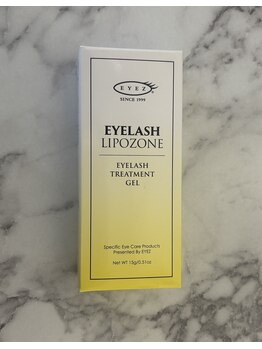 EYEZ
SINCE 1999
EYELASH
LIPOZONE
EYELASH
TREATMENT
GEL
Specific Eye Care Products
Presented By EYEZ
Net WT 15g/0.51oz